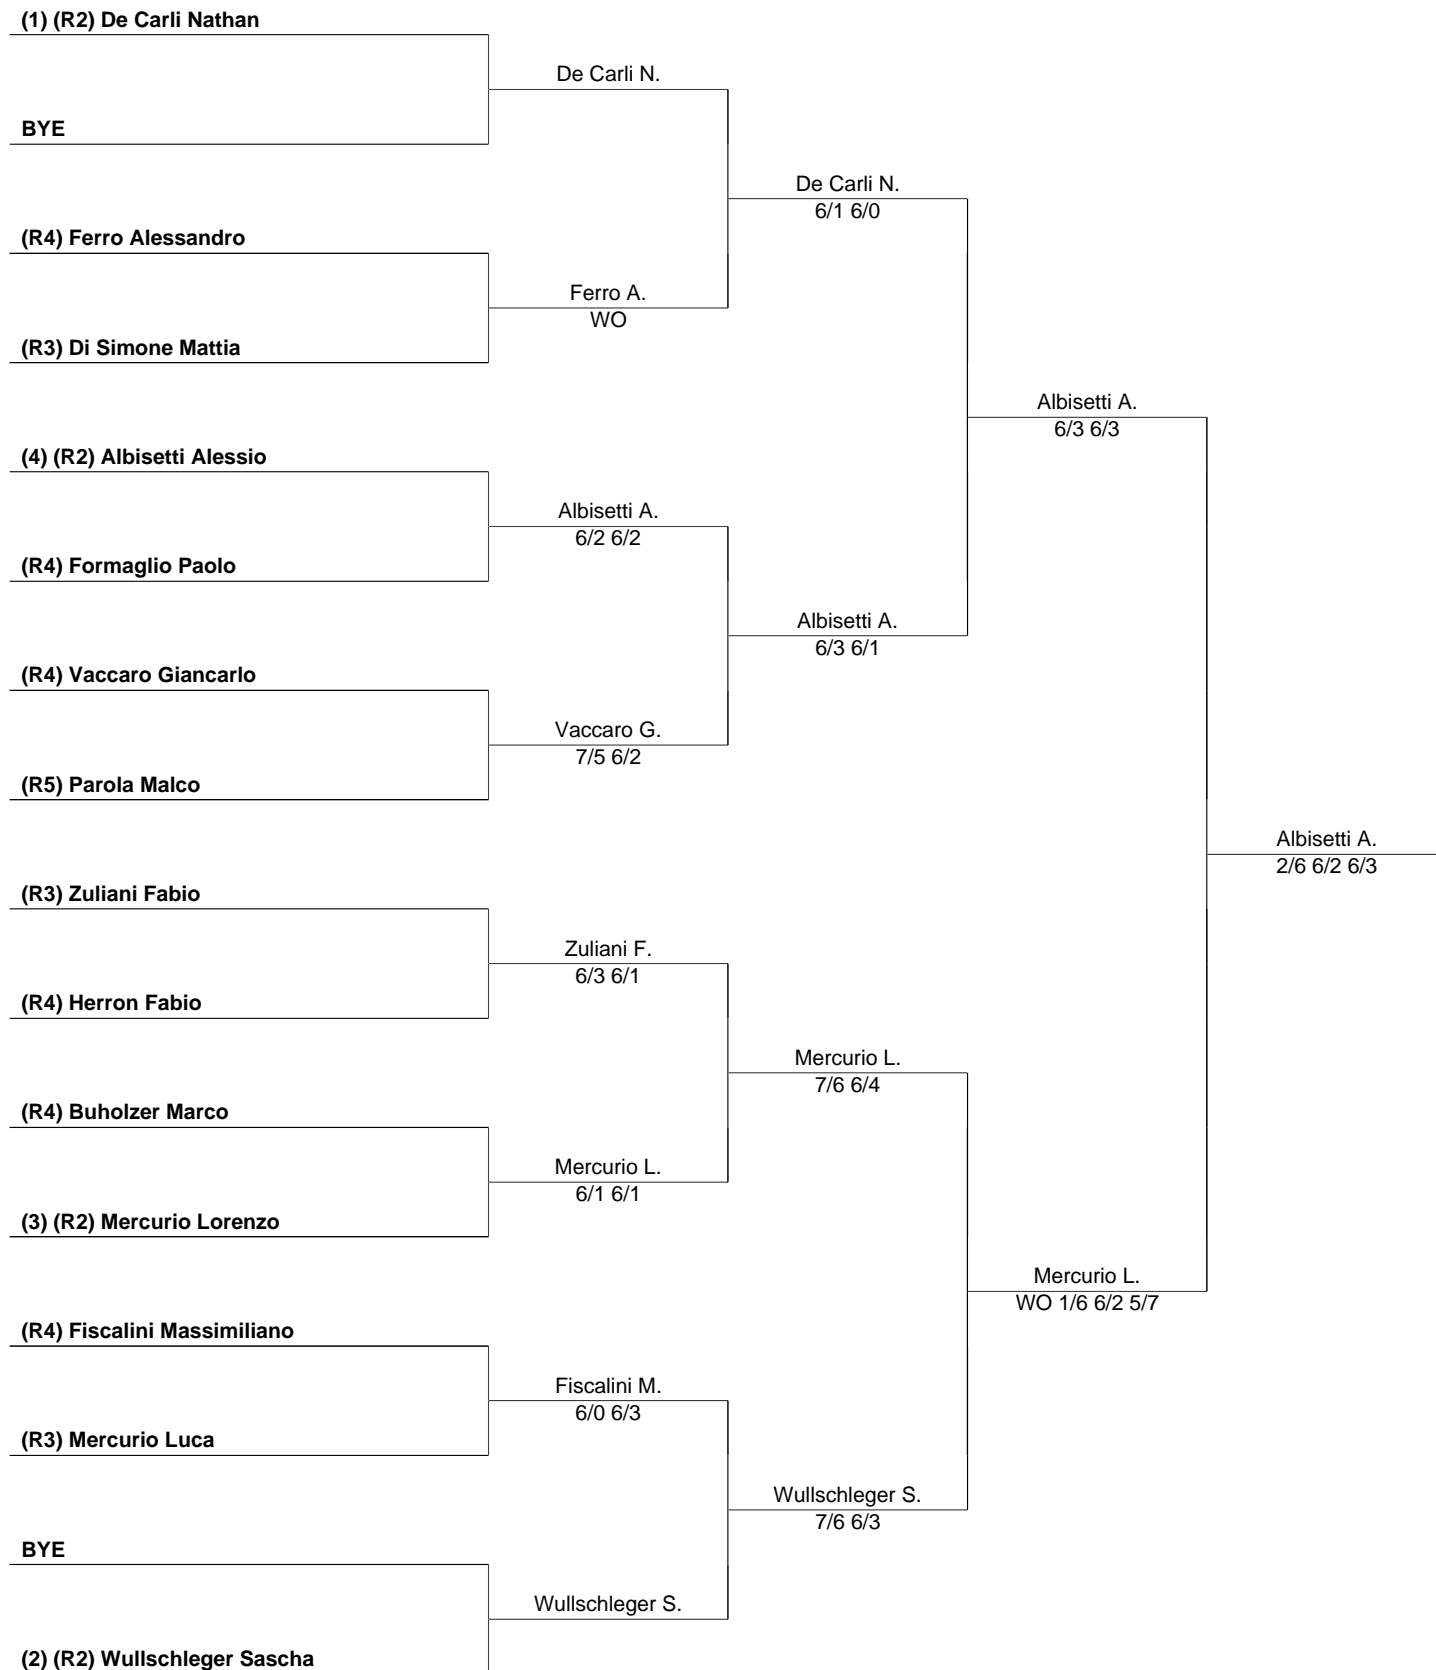 (1) (R2) De Carli Nathan
De Carli N.
BYE
De Carli N.
6/1 6/0
(R4) Ferro Alessandro
Ferro A.
WO
(R3) Di Simone Mattia
Albisetti A.
6/3 6/3
(4) (R2) Albisetti Alessio
Albisetti A.
6/2 6/2
(R4) Formaglio Paolo
Albisetti A.
6/3 6/1
(R4) Vaccaro Giancarlo
Vaccaro G.
7/5 6/2
(R5) Parola Malco
Albisetti A.
2/6 6/2 6/3
(R3) Zuliani Fabio
Zuliani F.
6/3 6/1
(R4) Herron Fabio
Mercurio L.
7/6 6/4
(R4) Buholzer Marco
Mercurio L.
6/1 6/1
(3) (R2) Mercurio Lorenzo
Mercurio L.
WO 1/6 6/2 5/7
(R4) Fiscalini Massimiliano
Fiscalini M.
6/0 6/3
(R3) Mercurio Luca
Wullschleger S.
7/6 6/3
BYE
Wullschleger S.
(2) (R2) Wullschleger Sascha